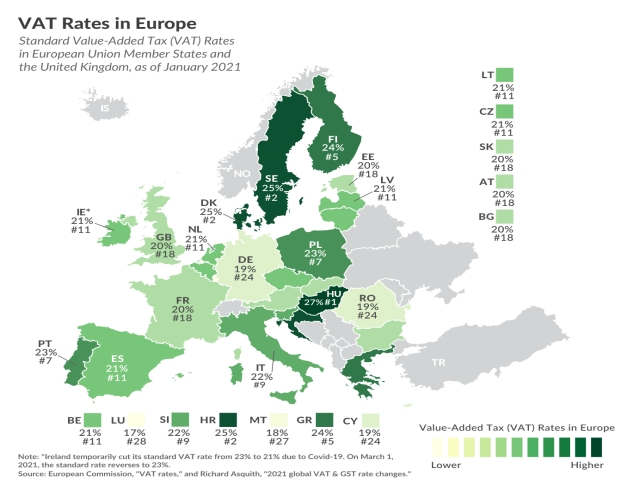 VAT Rates in Europe
Standard Value-Added Tax (VAT) Rates
in European Union Member States and
the United Kingdom, as of January 2021
LT
21%
#11
CZ
21%
#11
SK
20%
#18
AT
20%
#18
BG
20%
#18
IS
NO
FI
24%
#5
SE
25%
#2
EE
20%
#18
LV
21%
#11
DK
25%
#2
IE*
21%
#11
GB
20%
#18
NL
21%
#11
DE
19%
#24
PL
23%
#7
HU
27% #1
RO
19%
#24
FR
20%
#18
PT
23%
#7
ES
21%
#11
IT
22%
#9
TR
BE
21%
#11
LU
17%
#28
SI
22%
#9
HR
25%
#2
MT
18%
#27
GR
24%
#5
CY
19%
#24
Value-Added Tax (VAT) Rates in Europe
Lower
Higher
Note: *Ireland temporarily cut its standard VAT rate from 23% to 21% due to Covid-19. On March 1,
2021, the standard rate reverses to 23%.
Source: European Commission, "VAT rates," and Richard Asquith, "2021 global VAT & GST rate changes."